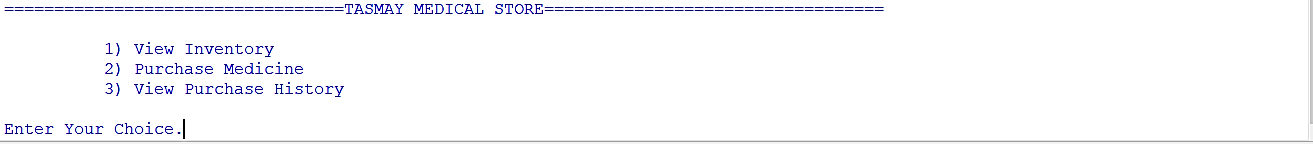 ==================================TASMAY MEDICAL STORE==================================
1) View Inventory
2) Purchase Medicine
3) View Purchase History
Enter Your Choice.